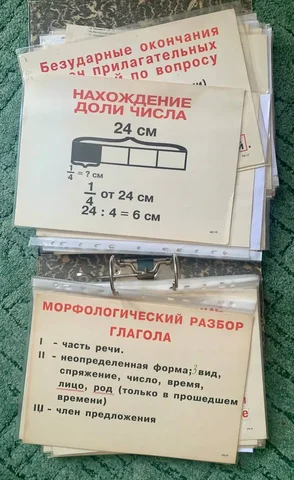 Безударные окончания
прилагательных
по вопросу
НАХОЖДЕНИЕ
ДОЛИ ЧИСЛА
24 см
1/4 = ? см
1/4 от 24 см
24 : 4 = 6 см
МОРФОЛОГИЧЕСКИЙ РАЗБОР
ГЛАГОЛА
I - часть речи.
II - неопределенная форма; вид,
спряжение, число, время,
лицо, род (только в прошедшем
времени)
III - член предложения